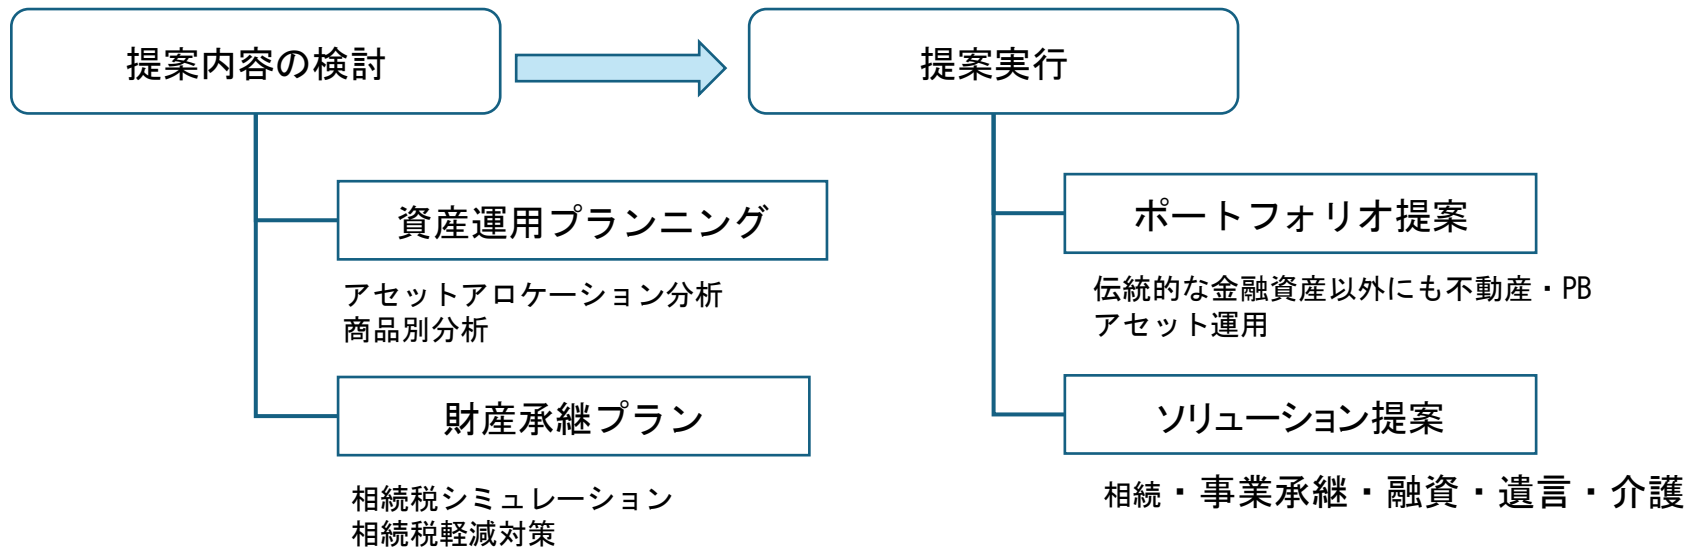 提案内容の検討
提案実行
資産運用プランニング
アセットアロケーション分析
商品別分析
財産承継プラン
相続税シミュレーション
相続税軽減対策
ポートフォリオ提案
伝統的な金融資産以外にも不動産・PB
アセット運用
ソリューション提案
相続・事業承継・融資・遺言・介護